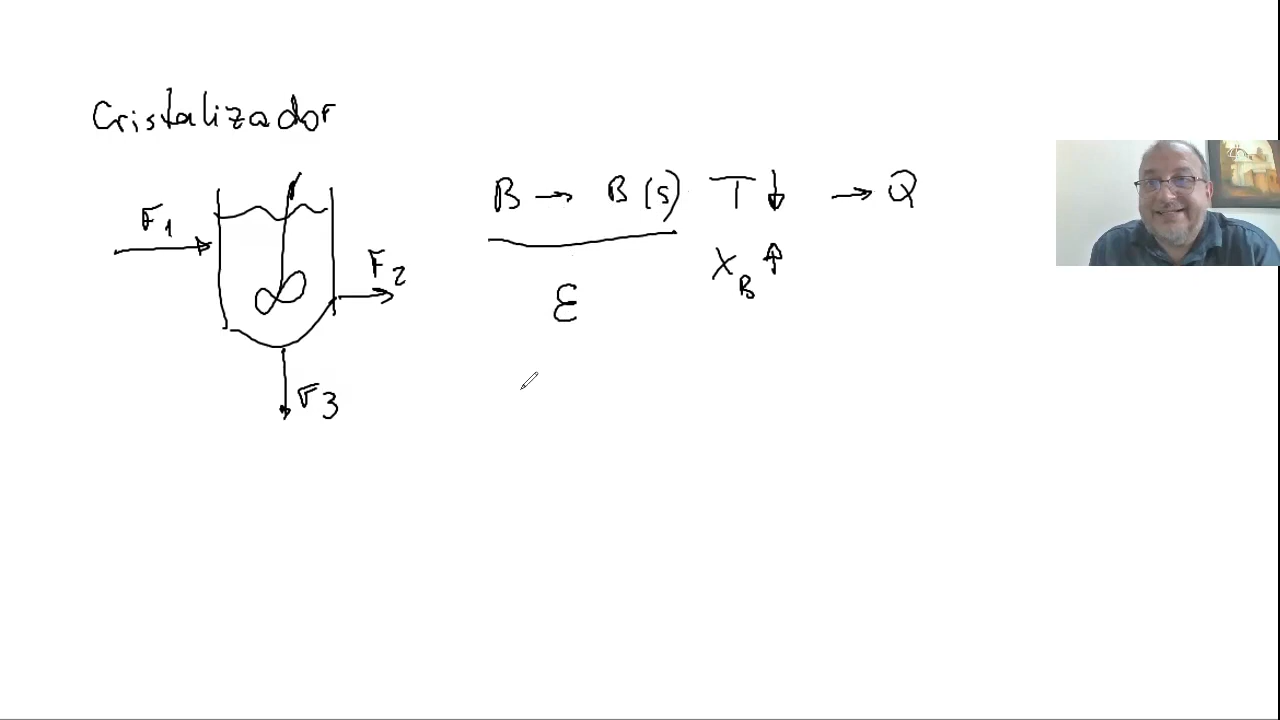 Cristalizador
B → B(s) T↓ → Q
F1
x_B ↑
F2
ε
F3